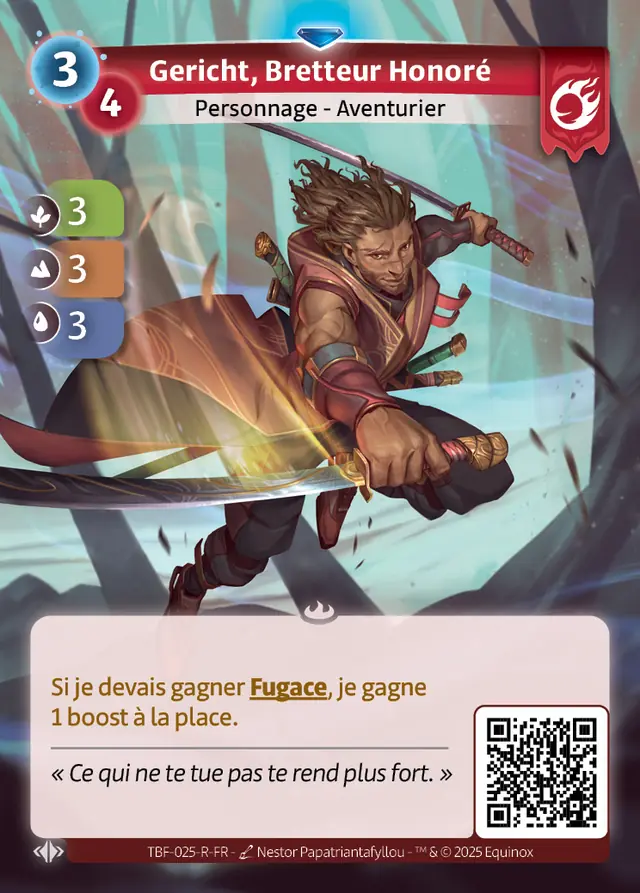 3
Gericht, Bretteur Honoré
4
Personnage - Aventurier
3
3
3
Si je devais gagner Fugace, je gagne
1 boost à la place.
« Ce qui ne te tue pas te rend plus fort. »
TBF-025-R-FR - Nestor Papatriantafyllou - ™ & © 2025 Equinox